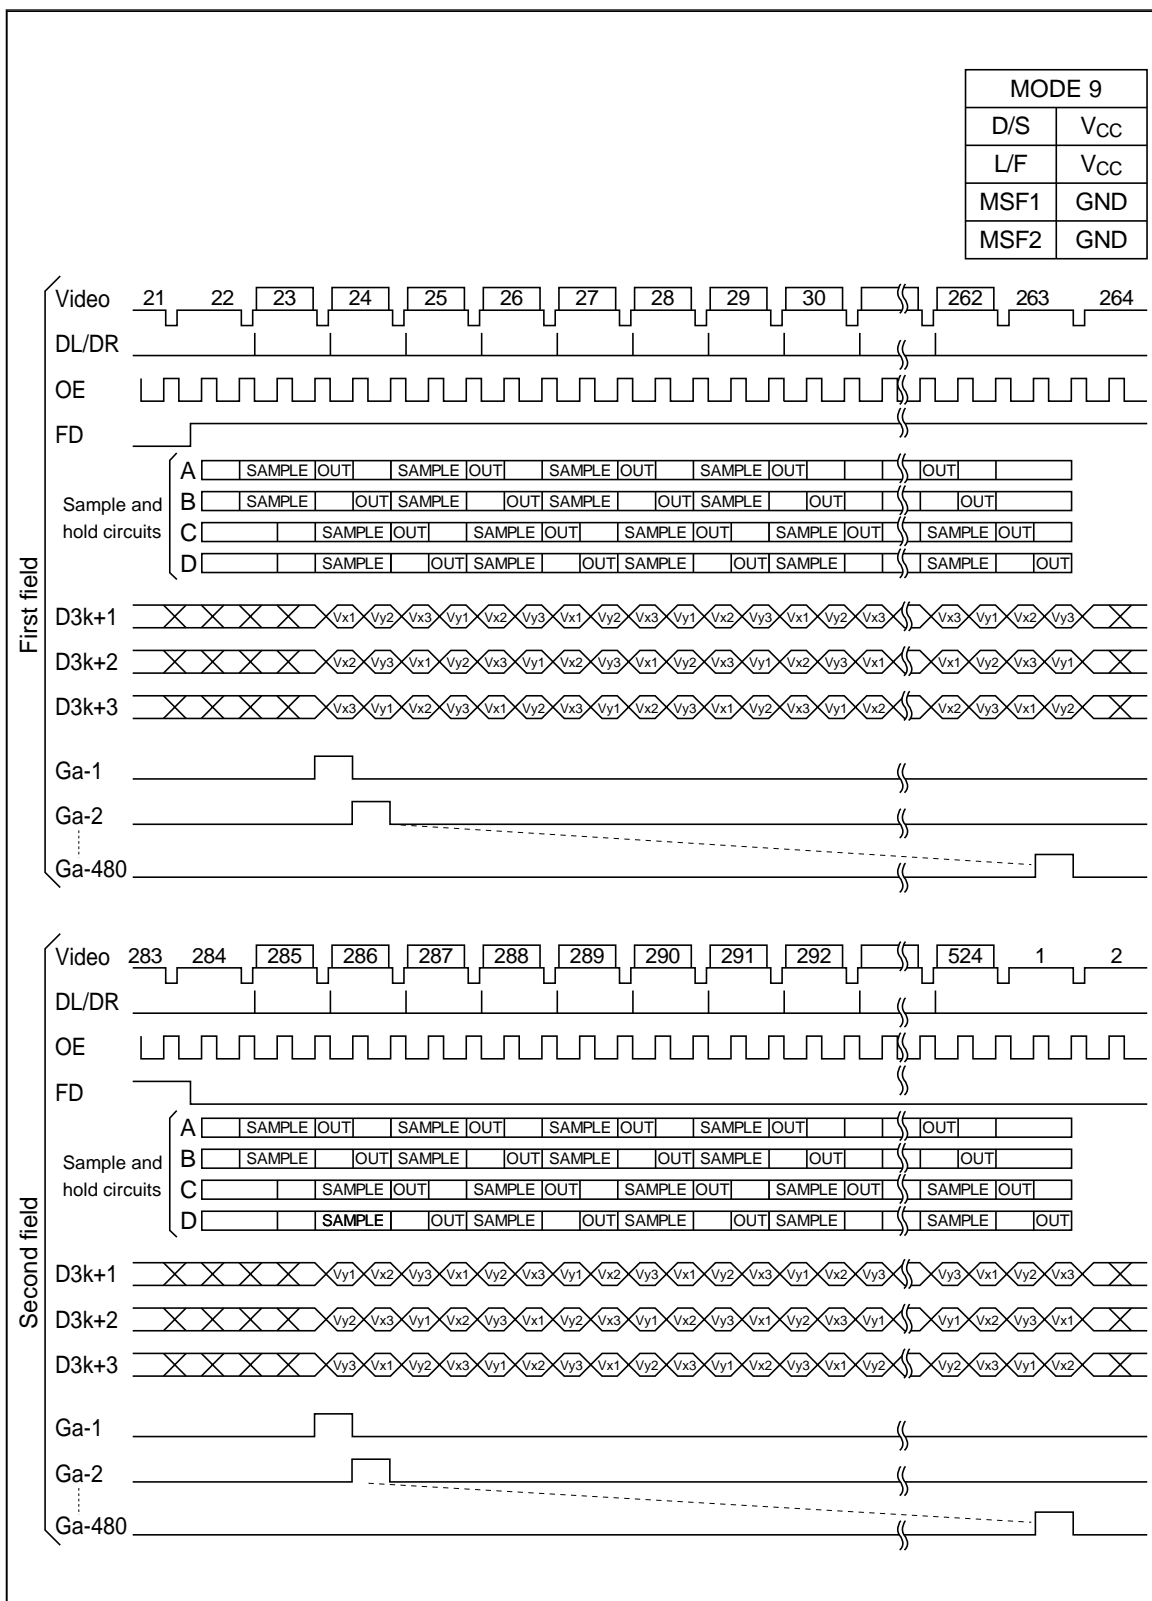 MODE 9
D/S VCC
L/F VCC
MSF1 GND
MSF2 GND
First field
Video 21 22 23 24 25 26 27 28 29 30 262 263 264
DL/DR
OE
FD
Sample and hold circuits
A SAMPLE OUT SAMPLE OUT SAMPLE OUT SAMPLE OUT OUT
B SAMPLE OUT SAMPLE OUT SAMPLE OUT SAMPLE OUT OUT
C SAMPLE OUT SAMPLE OUT SAMPLE OUT SAMPLE OUT SAMPLE OUT
D SAMPLE OUT SAMPLE OUT SAMPLE OUT SAMPLE SAMPLE OUT
D3k+1 Vx1 Vy2 Vx3 Vy1 Vx2 Vy3 Vx1 Vy2 Vx3 Vy1 Vx2 Vy3 Vx1 Vy2 Vx3 Vx3 Vy1 Vx2 Vy3
D3k+2 Vx2 Vy3 Vx1 Vy2 Vx3 Vy1 Vx2 Vy3 Vx1 Vy2 Vx3 Vy1 Vx2 Vy3 Vx1 Vx1 Vy2 Vx3 Vy1
D3k+3 Vx3 Vy1 Vx2 Vy3 Vx1 Vy2 Vx3 Vy1 Vx2 Vy3 Vx1 Vy2 Vx3 Vy1 Vx2 Vx2 Vy3 Vx1 Vy2
Ga-1
Ga-2
Ga-480
Second field
Video 283 284 285 286 287 288 289 290 291 292 524 1 2
DL/DR
OE
FD
Sample and hold circuits
A SAMPLE OUT SAMPLE OUT SAMPLE OUT SAMPLE OUT OUT
B SAMPLE OUT SAMPLE OUT SAMPLE OUT SAMPLE OUT OUT
C SAMPLE OUT SAMPLE OUT SAMPLE OUT SAMPLE OUT SAMPLE OUT
D SAMPLE OUT SAMPLE OUT SAMPLE OUT SAMPLE SAMPLE OUT
D3k+1 Vy1 Vx2 Vy3 Vx1 Vy2 Vx3 Vy1 Vx2 Vy3 Vx1 Vy2 Vx3 Vy1 Vx2 Vy3 Vy3 Vx1 Vy2 Vx3
D3k+2 Vy2 Vx3 Vy1 Vx2 Vy3 Vx1 Vy2 Vx3 Vy1 Vx2 Vy3 Vx1 Vy2 Vx3 Vy1 Vy1 Vx2 Vy3 Vx1
D3k+3 Vy3 Vx1 Vy2 Vx3 Vy1 Vx2 Vy3 Vx1 Vy2 Vx3 Vy1 Vx2 Vy3 Vx1 Vy2 Vy2 Vx3 Vy1 Vx2
Ga-1
Ga-2
Ga-480